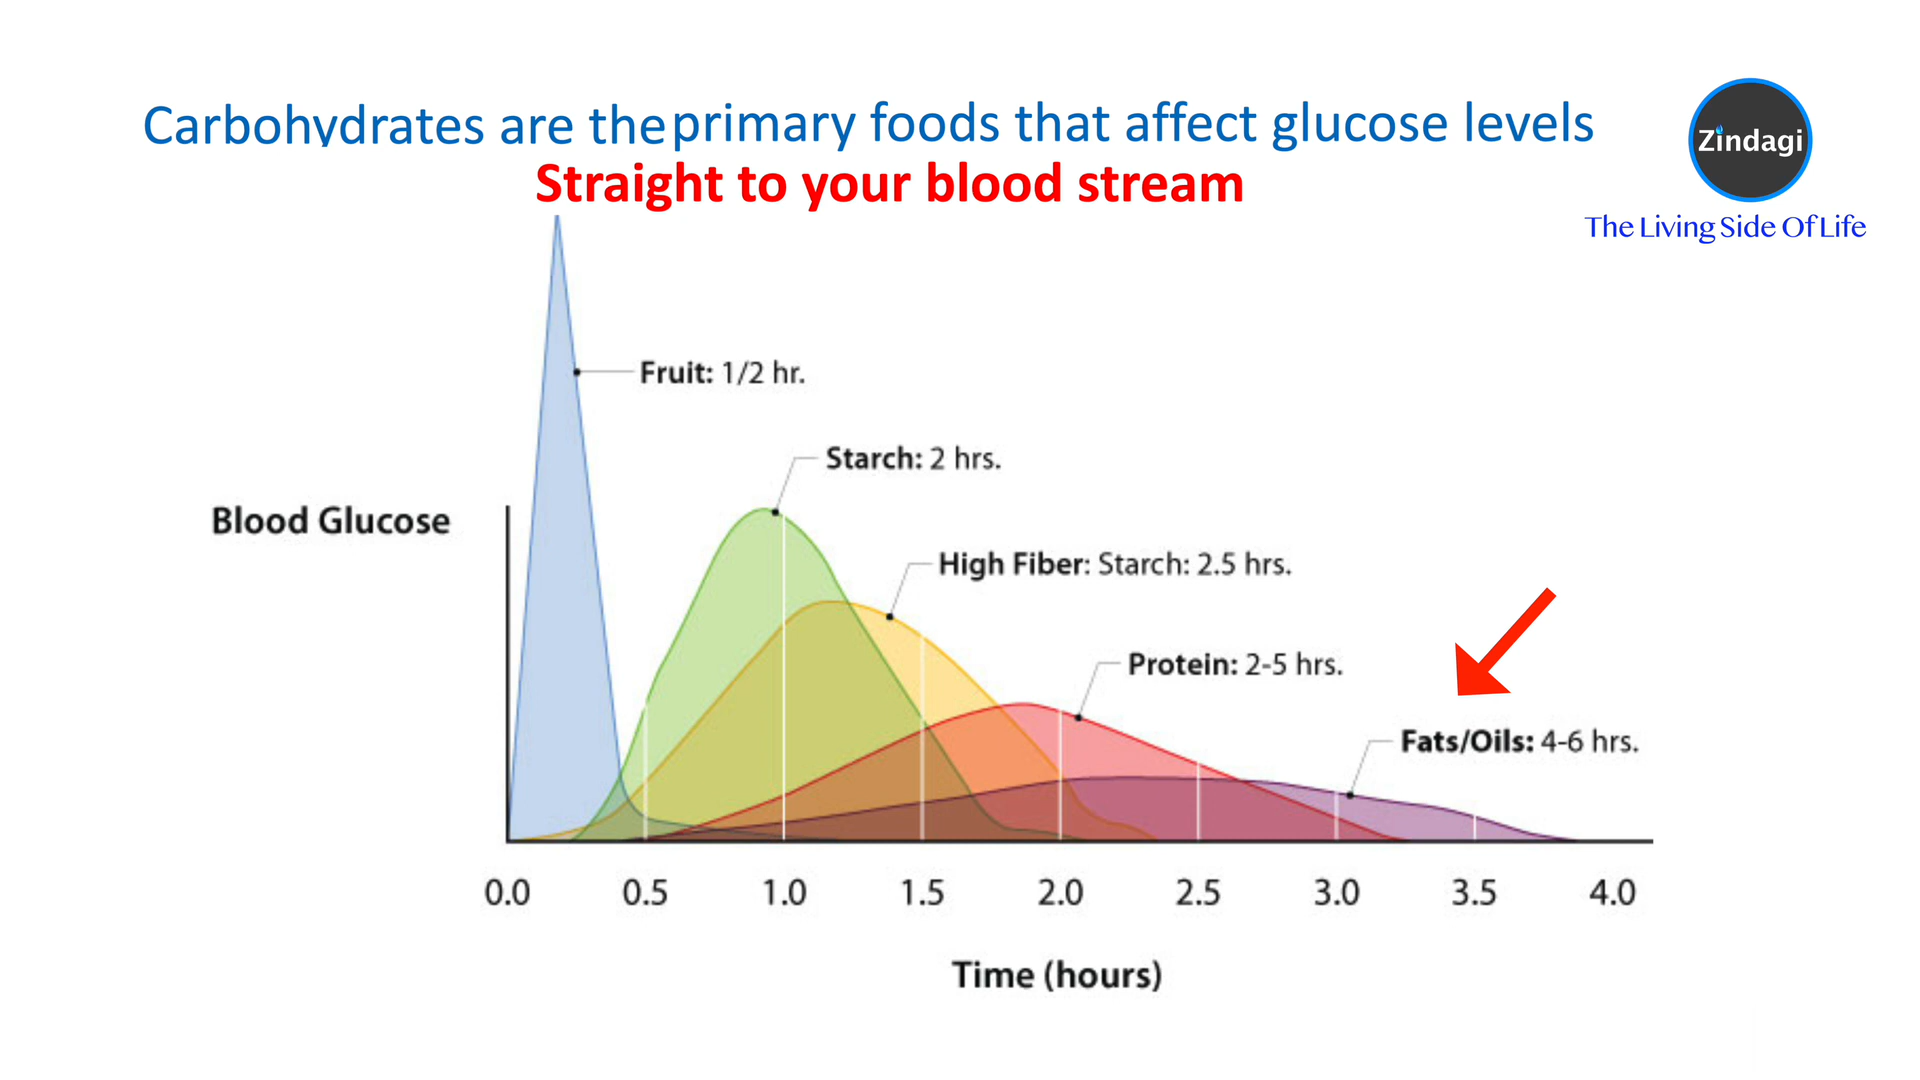 Carbohydrates are the primary foods that affect glucose levels
Straight to your blood stream
Zindagi
The Living Side Of Life
Fruit: 1/2 hr.
Starch: 2 hrs.
Blood Glucose
High Fiber: Starch: 2.5 hrs.
Protein: 2-5 hrs.
Fats/Oils: 4-6 hrs.
0.0 0.5 1.0 1.5 2.0 2.5 3.0 3.5 4.0
Time (hours)